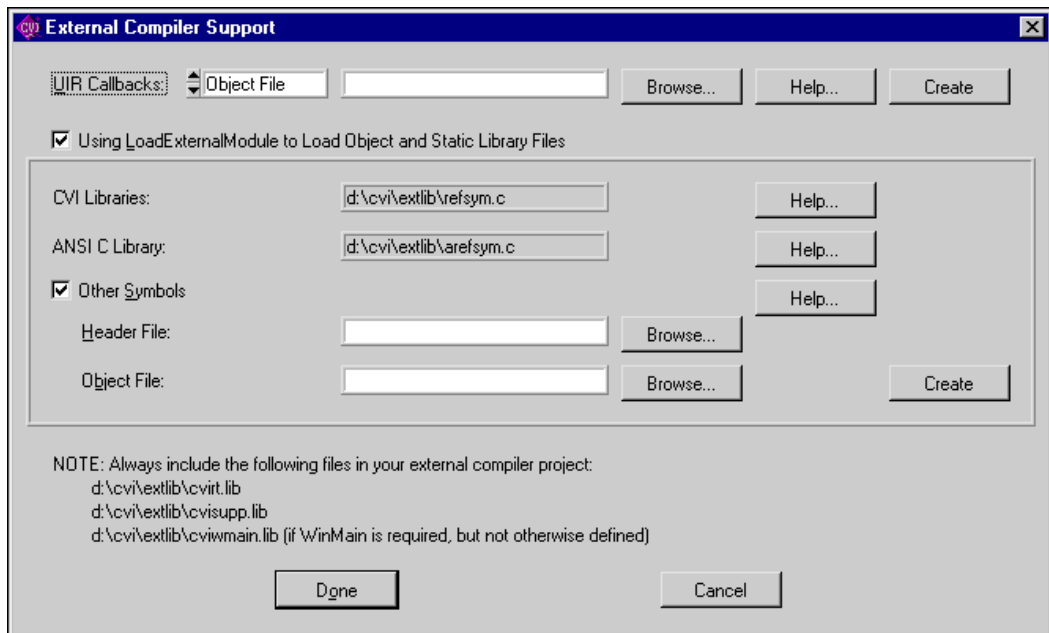 CVI External Compiler Support
UIR Callbacks: Object File Browse... Help... Create
Using LoadExternalModule to Load Object and Static Library Files
CVI Libraries: d:\cvi\extlib\refsym.c Help...
ANSI C Library: d:\cvi\extlib\arefsym.c Help...
Other Symbols Help...
Header File: Browse...
Object File: Browse... Create
NOTE: Always include the following files in your external compiler project:
d:\cvi\extlib\cvirt.lib
d:\cvi\extlib\cvisupp.lib
d:\cvi\extlib\cviwmain.lib (if WinMain is required, but not otherwise defined)
Done Cancel